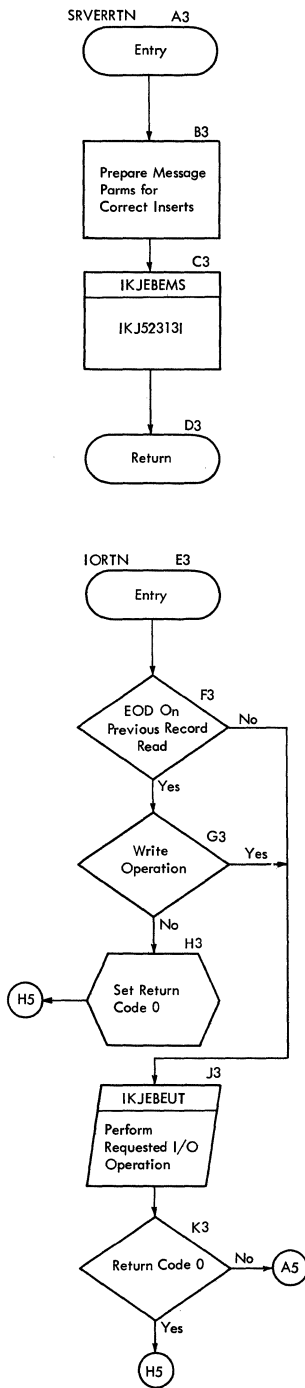 SRVERRTN A3
Entry
B3
Prepare Message
Parms for
Correct Inserts
C3
IKJEBEMS
IKJ52313I
D3
Return
IORTN E3
Entry
F3
EOD On
Previous Record
Read
No
Yes
G3
Write
Operation
Yes
No
H3
Set Return
Code 0
H5
J3
IKJEBEUT
Perform
Requested I/O
Operation
K3
Return Code 0
No
A5
Yes
H5